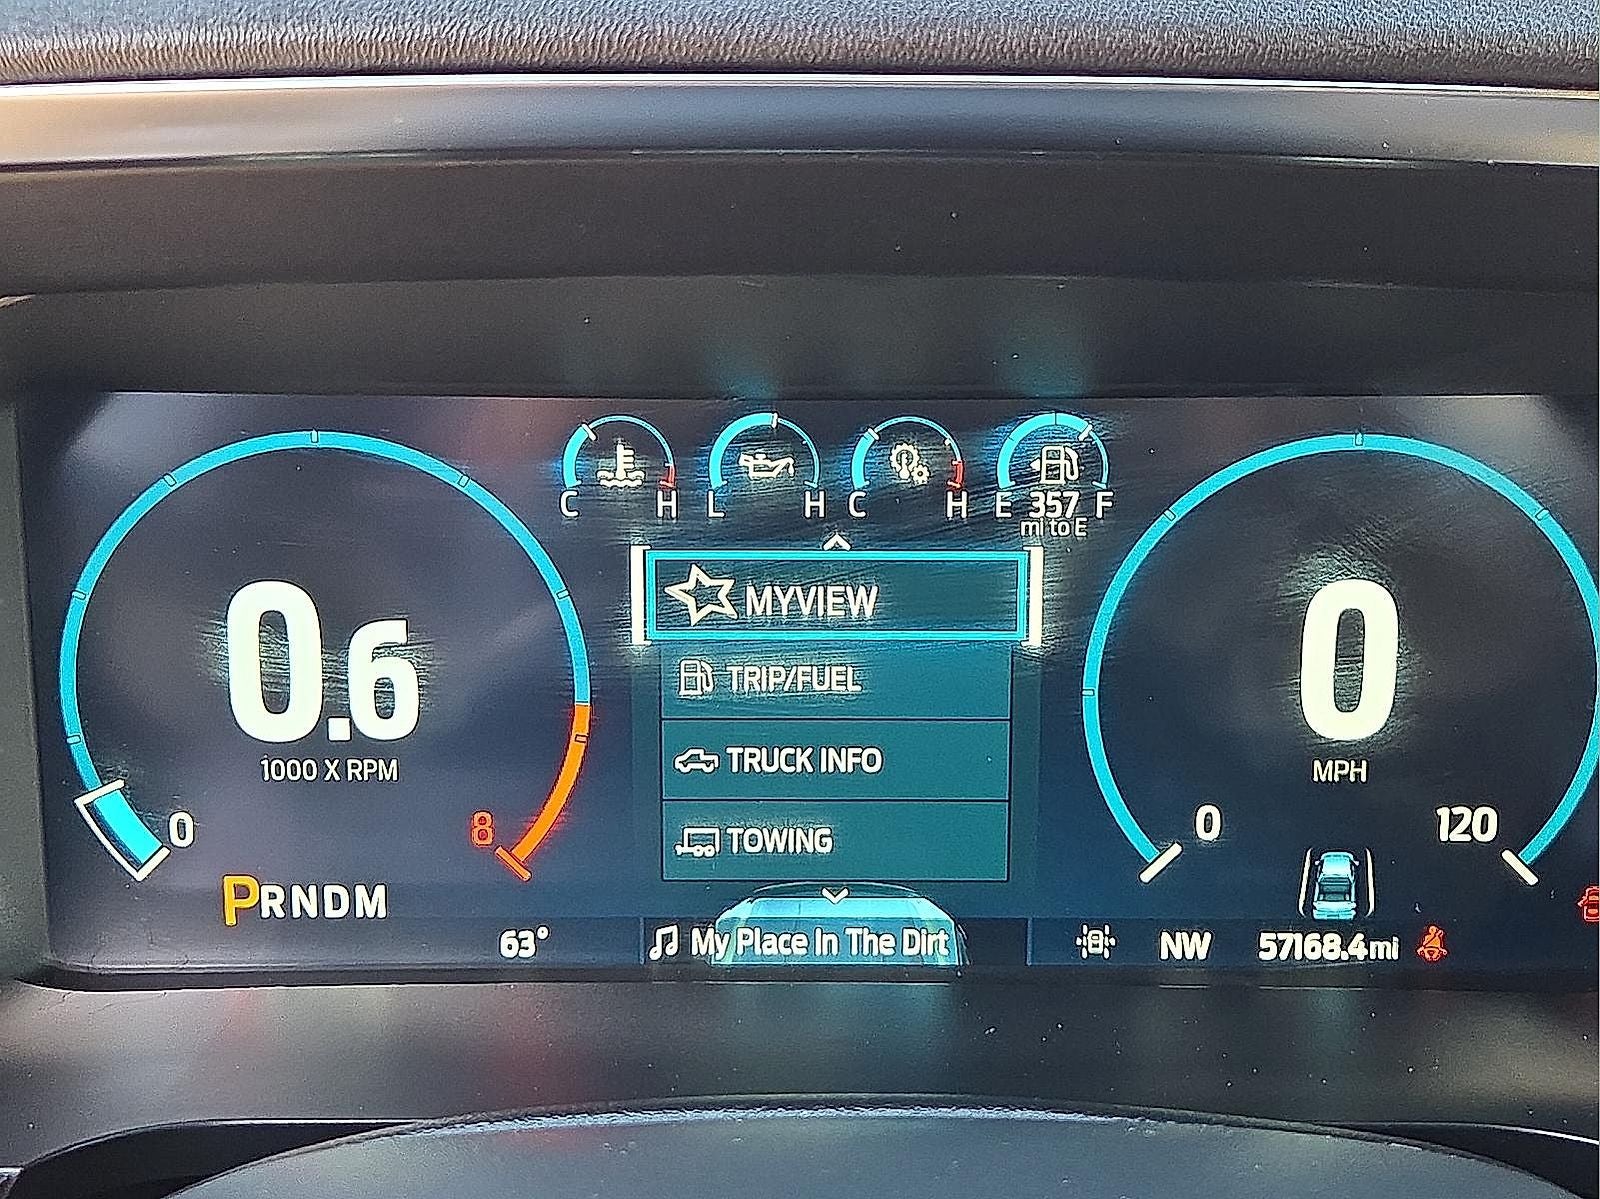 C H L H C H E 357 F
mi to E
MYVIEW
TRIP/FUEL
TRUCK INFO
TOWING
0.6
1000 X RPM
0 8
PRNDM
0
MPH
0 120
63° My Place In The Dirt NW 57168.4mi